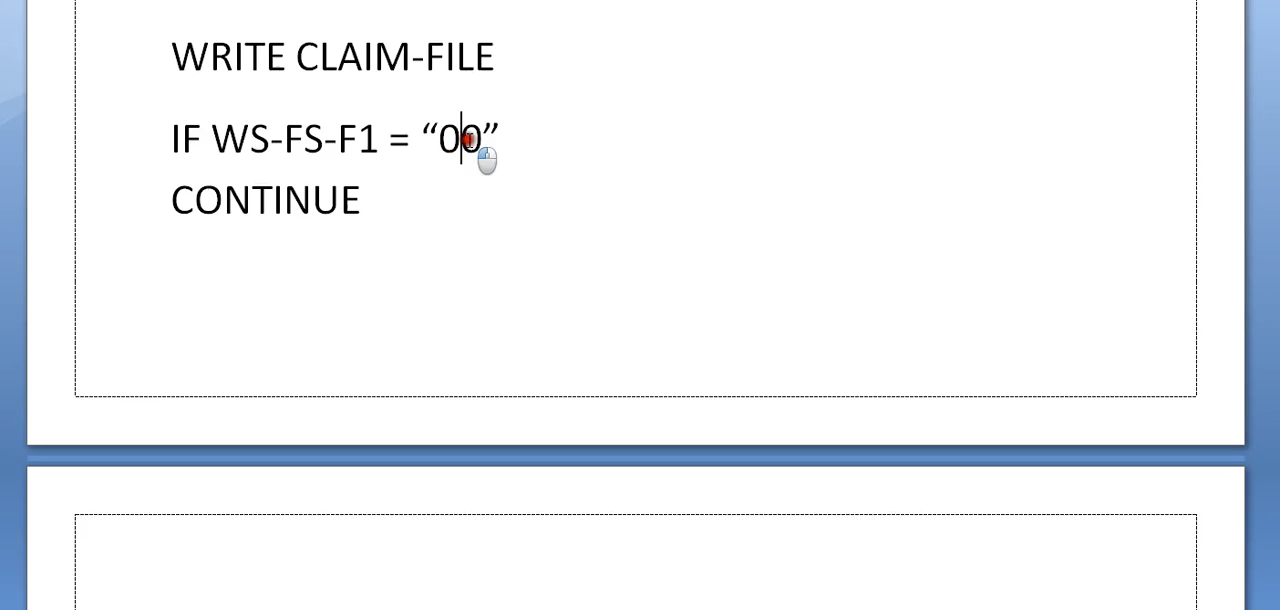 WRITE CLAIM-FILE
IF WS-FS-F1 = “00”
CONTINUE